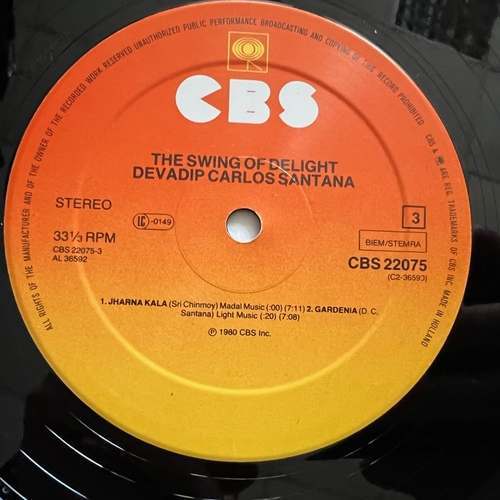 ALL RIGHTS OF THE MANUFACTURER AND OF THE OWNER OF THE RECORDED WORK RESERVED UNAUTHORIZED PUBLIC PERFORMANCE BROADCASTING AND COPYING OF THIS RECORD PROHIBITED
CBS & ARE REG. TRADEMARKS OF CBS INC. MADE IN HOLLAND
CBS
THE SWING OF DELIGHT
DEVADIP CARLOS SANTANA
STEREO
IC -0149
3
33⅓ RPM
BIEM/STEMRA
CBS 22075-3
AL 36592
CBS 22075
(C2-36590)
1. JHARNA KALA (Sri Chinmoy) Madal Music (:00) (7:11) 2. GARDENIA (D. C.
Santana) Light Music (:20) (7:08)
℗ 1980 CBS Inc.